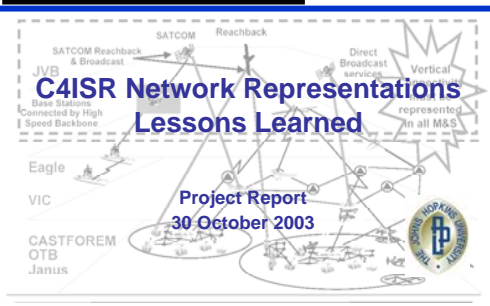 SATCOM
Reachback
SATCOM Reachback
& Broadcast
Direct
Broadcast
services
JVB
Vertical
represented
in all M&S
C4ISR Network Representations
Lessons Learned
Base Stations
Connected by High
Speed Backbone
Eagle
VIC
Project Report
30 October 2003
CASTFOREM
OTB
Janus
THE JOHNS HOPKINS UNIVERSITY